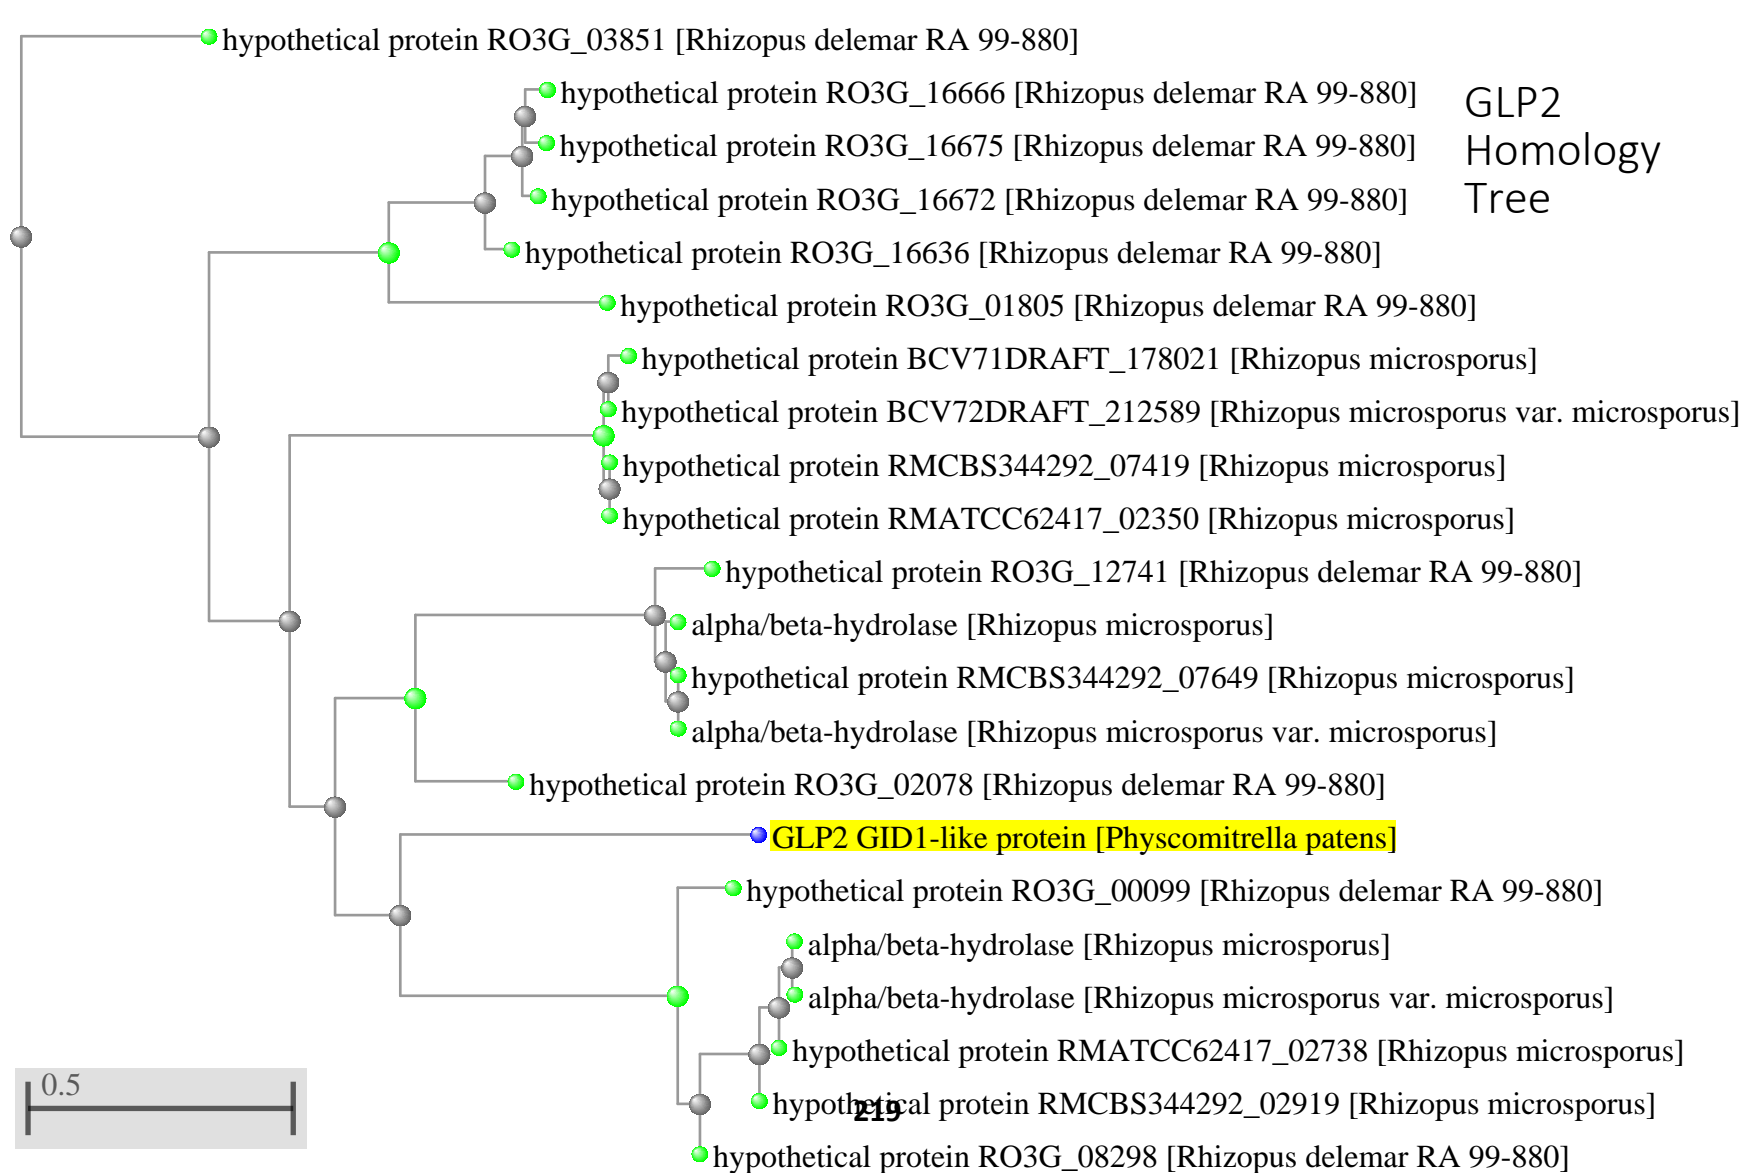 hypothetical protein RO3G_03851 [Rhizopus delemar RA 99-880]
hypothetical protein RO3G_16666 [Rhizopus delemar RA 99-880]
hypothetical protein RO3G_16675 [Rhizopus delemar RA 99-880]
hypothetical protein RO3G_16672 [Rhizopus delemar RA 99-880]
GLP2
Homology
Tree
hypothetical protein RO3G_16636 [Rhizopus delemar RA 99-880]
hypothetical protein RO3G_01805 [Rhizopus delemar RA 99-880]
hypothetical protein BCV71DRAFT_178021 [Rhizopus microsporus]
hypothetical protein BCV72DRAFT_212589 [Rhizopus microsporus var. microsporus]
hypothetical protein RMCBS344292_07419 [Rhizopus microsporus]
hypothetical protein RMATCC62417_02350 [Rhizopus microsporus]
hypothetical protein RO3G_12741 [Rhizopus delemar RA 99-880]
alpha/beta-hydrolase [Rhizopus microsporus]
hypothetical protein RMCBS344292_07649 [Rhizopus microsporus]
alpha/beta-hydrolase [Rhizopus microsporus var. microsporus]
hypothetical protein RO3G_02078 [Rhizopus delemar RA 99-880]
GLP2 GID1-like protein [Physcomitrella patens]
hypothetical protein RO3G_00099 [Rhizopus delemar RA 99-880]
alpha/beta-hydrolase [Rhizopus microsporus]
alpha/beta-hydrolase [Rhizopus microsporus var. microsporus]
hypothetical protein RMATCC62417_02738 [Rhizopus microsporus]
hypothetical protein RMCBS344292_02919 [Rhizopus microsporus]
hypothetical protein RO3G_08298 [Rhizopus delemar RA 99-880]
0.5
219